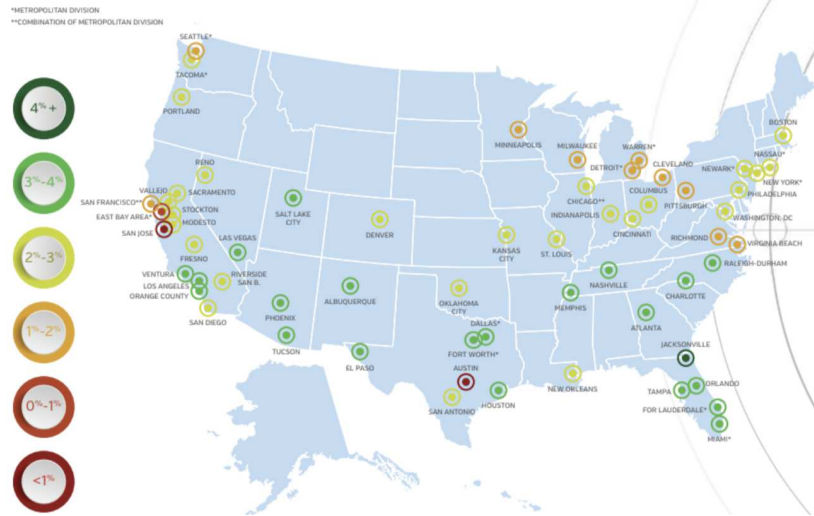 *METROPOLITAN DIVISION
**COMBINATION OF METROPOLITAN DIVISION
4% +
3%-4%
2%-3%
1%-2%
0%-1%
<1%
SEATTLE*
TACOMA*
PORTLAND
RENO
VALLEJO
SACRAMENTO
SAN FRANCISCO**
STOCKTON
EAST BAY AREA*
MODESTO
SAN JOSE
FRESNO
LAS VEGAS
VENTURA
LOS ANGELES
ORANGE COUNTY
RIVERSIDE
SAN B.
SAN DIEGO
SALT LAKE
CITY
DENVER
PHOENIX
TUCSON
ALBUQUERQUE
EL PASO
OKLAHOMA
CITY
DALLAS*
FORT WORTH*
AUSTIN
SAN ANTONIO
HOUSTON
KANSAS
CITY
ST. LOUIS
MINNEAPOLIS
MILWAUKEE
CHICAGO**
INDIANAPOLIS
WARREN*
DETROIT*
CLEVELAND
COLUMBUS
CINCINNATI
PITTSBURGH
BOSTON
NASSAU*
NEWARK*
NEW YORK*
PHILADELPHIA
WASHINGTON, DC
RICHMOND
VIRGINIA BEACH
RALEIGH-DURHAM
CHARLOTTE
NASHVILLE
MEMPHIS
ATLANTA
NEW ORLEANS
JACKSONVILLE
TAMPA
ORLANDO
FOR LAUDERDALE*
MIAMI*